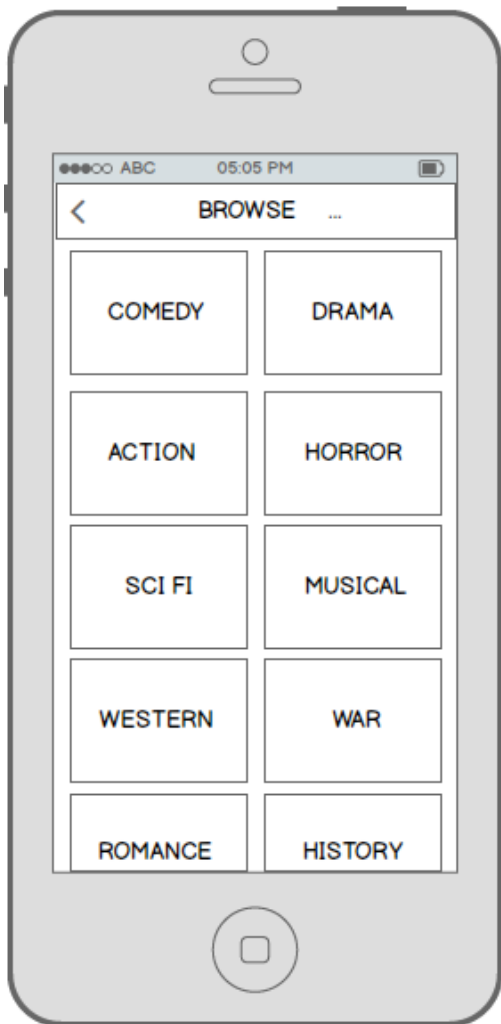 ABC 05:05 PM
BROWSE ...
COMEDY DRAMA
ACTION HORROR
SCI FI MUSICAL
WESTERN WAR
ROMANCE HISTORY